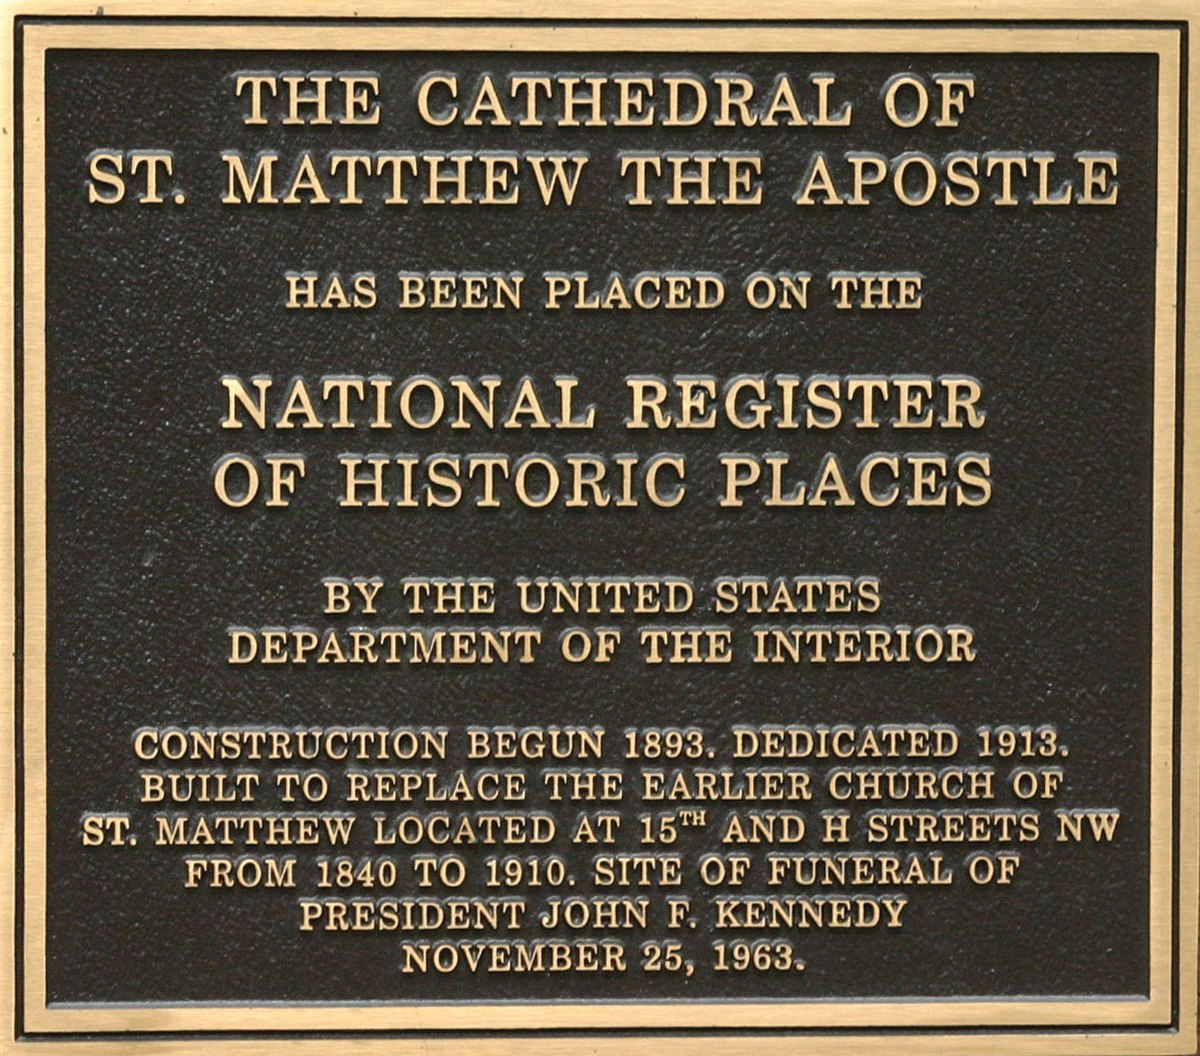 THE CATHEDRAL OF
ST. MATTHEW THE APOSTLE
HAS BEEN PLACED ON THE
NATIONAL REGISTER
OF HISTORIC PLACES
BY THE UNITED STATES
DEPARTMENT OF THE INTERIOR
CONSTRUCTION BEGUN 1893. DEDICATED 1913.
BUILT TO REPLACE THE EARLIER CHURCH OF
ST. MATTHEW LOCATED AT 15TH AND H STREETS NW
FROM 1840 TO 1910. SITE OF FUNERAL OF
PRESIDENT JOHN F. KENNEDY
NOVEMBER 25, 1963.